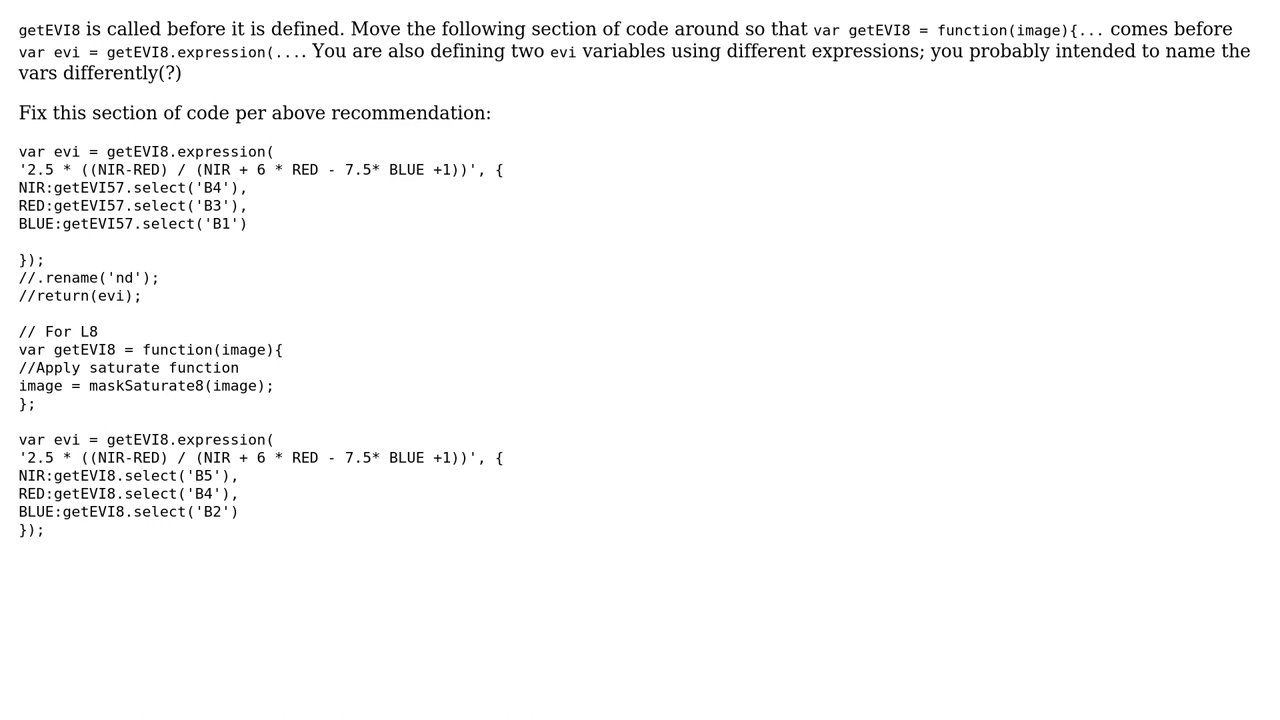 getEVI8 is called before it is defined. Move the following section of code around so that var getEVI8 = function(image){... comes before
var evi = getEVI8.expression(.... You are also defining two evi variables using different expressions; you probably intended to name the
vars differently(?)
Fix this section of code per above recommendation:
var evi = getEVI8.expression(
'2.5 * ((NIR-RED) / (NIR + 6 * RED - 7.5* BLUE +1))', {
NIR:getEVI57.select('B4'),
RED:getEVI57.select('B3'),
BLUE:getEVI57.select('B1')
});
//.rename('nd');
//return(evi);
// For L8
var getEVI8 = function(image){
//Apply saturate function
image = maskSaturate8(image);
};
var evi = getEVI8.expression(
'2.5 * ((NIR-RED) / (NIR + 6 * RED - 7.5* BLUE +1))', {
NIR:getEVI8.select('B5'),
RED:getEVI8.select('B4'),
BLUE:getEVI8.select('B2')
});